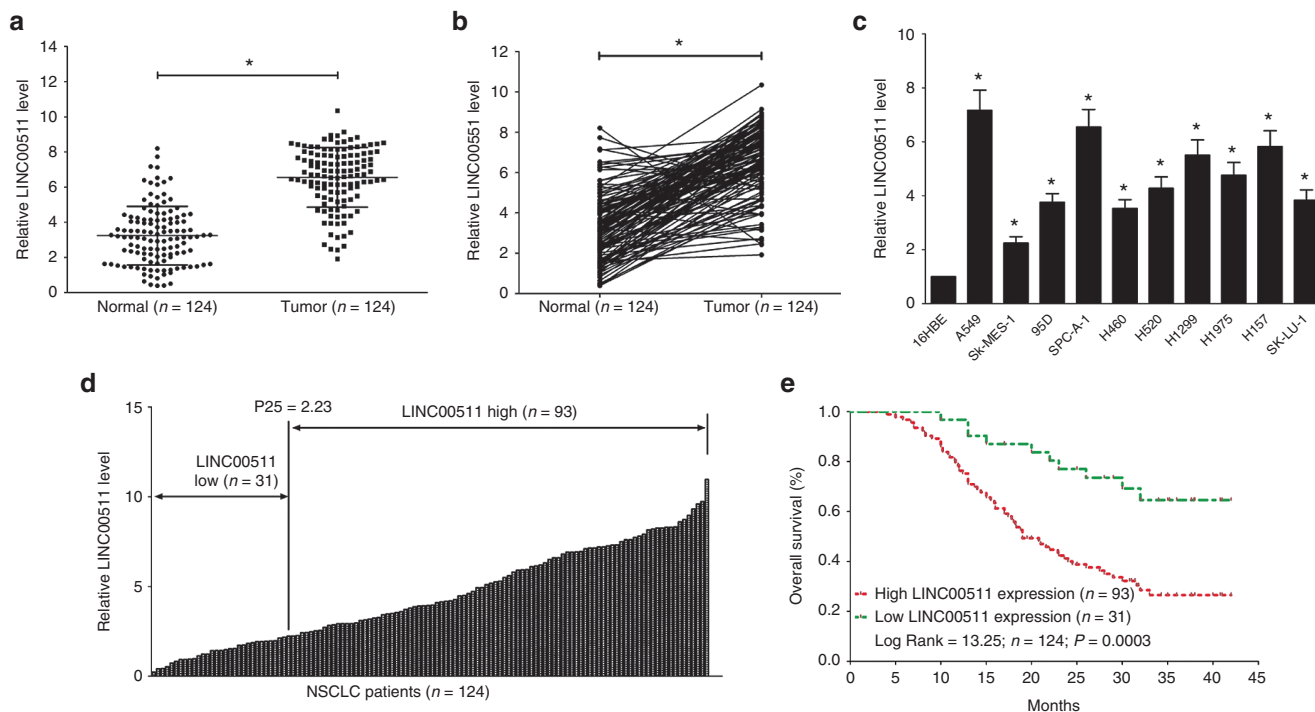 a
Relative LINC00511 level
14
12
10
8
6
4
2
0
*
Normal (n = 124)
Tumor (n = 124)
b
Relative LINC00551 level
12
10
8
6
4
2
0
*
Normal (n = 124)
Tumor (n = 124)
c
Relative LINC00511 level
10
8
6
4
2
0
* * * * * * * * * *
16HBE
A549
Sk-MES-1
95D
SPC-A-1
H460
H520
H1299
H1975
H157
SK-LU-1
d
Relative LINC00511 level
15
10
5
0
P25 = 2.23
LINC00511 high (n = 93)
LINC00511
low (n = 31)
NSCLC patients (n = 124)
e
Overall survival (%)
1.0
0.8
0.6
0.4
0.2
0.0
High LINC00511 expression (n = 93)
Low LINC00511 expression (n = 31)
Log Rank = 13.25; n = 124; P = 0.0003
0 5 10 15 20 25 30 35 40 45
Months